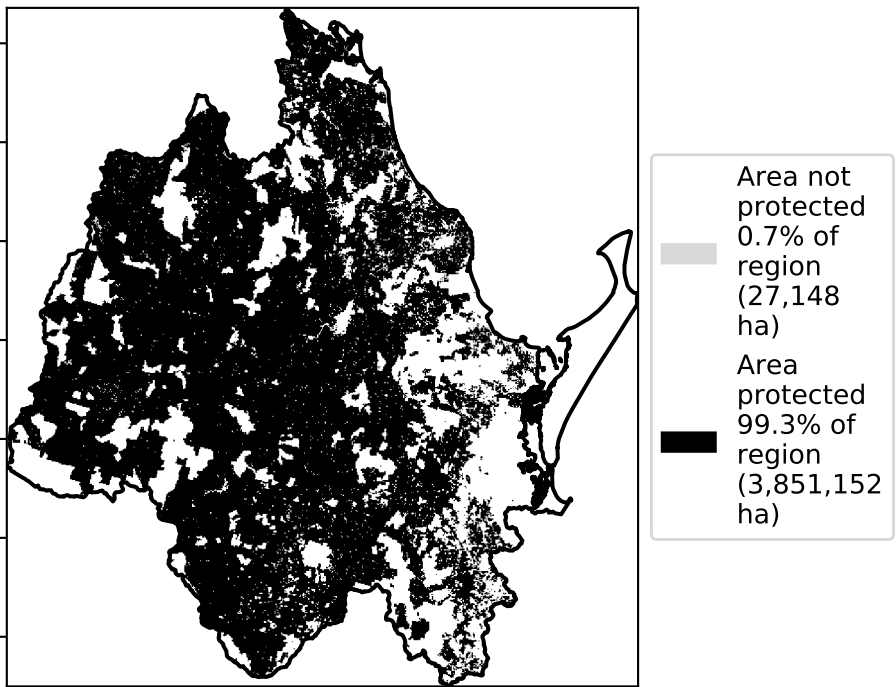 Area not
protected
0.7% of
region
(27,148
ha)
Area
protected
99.3% of
region
(3,851,152
ha)